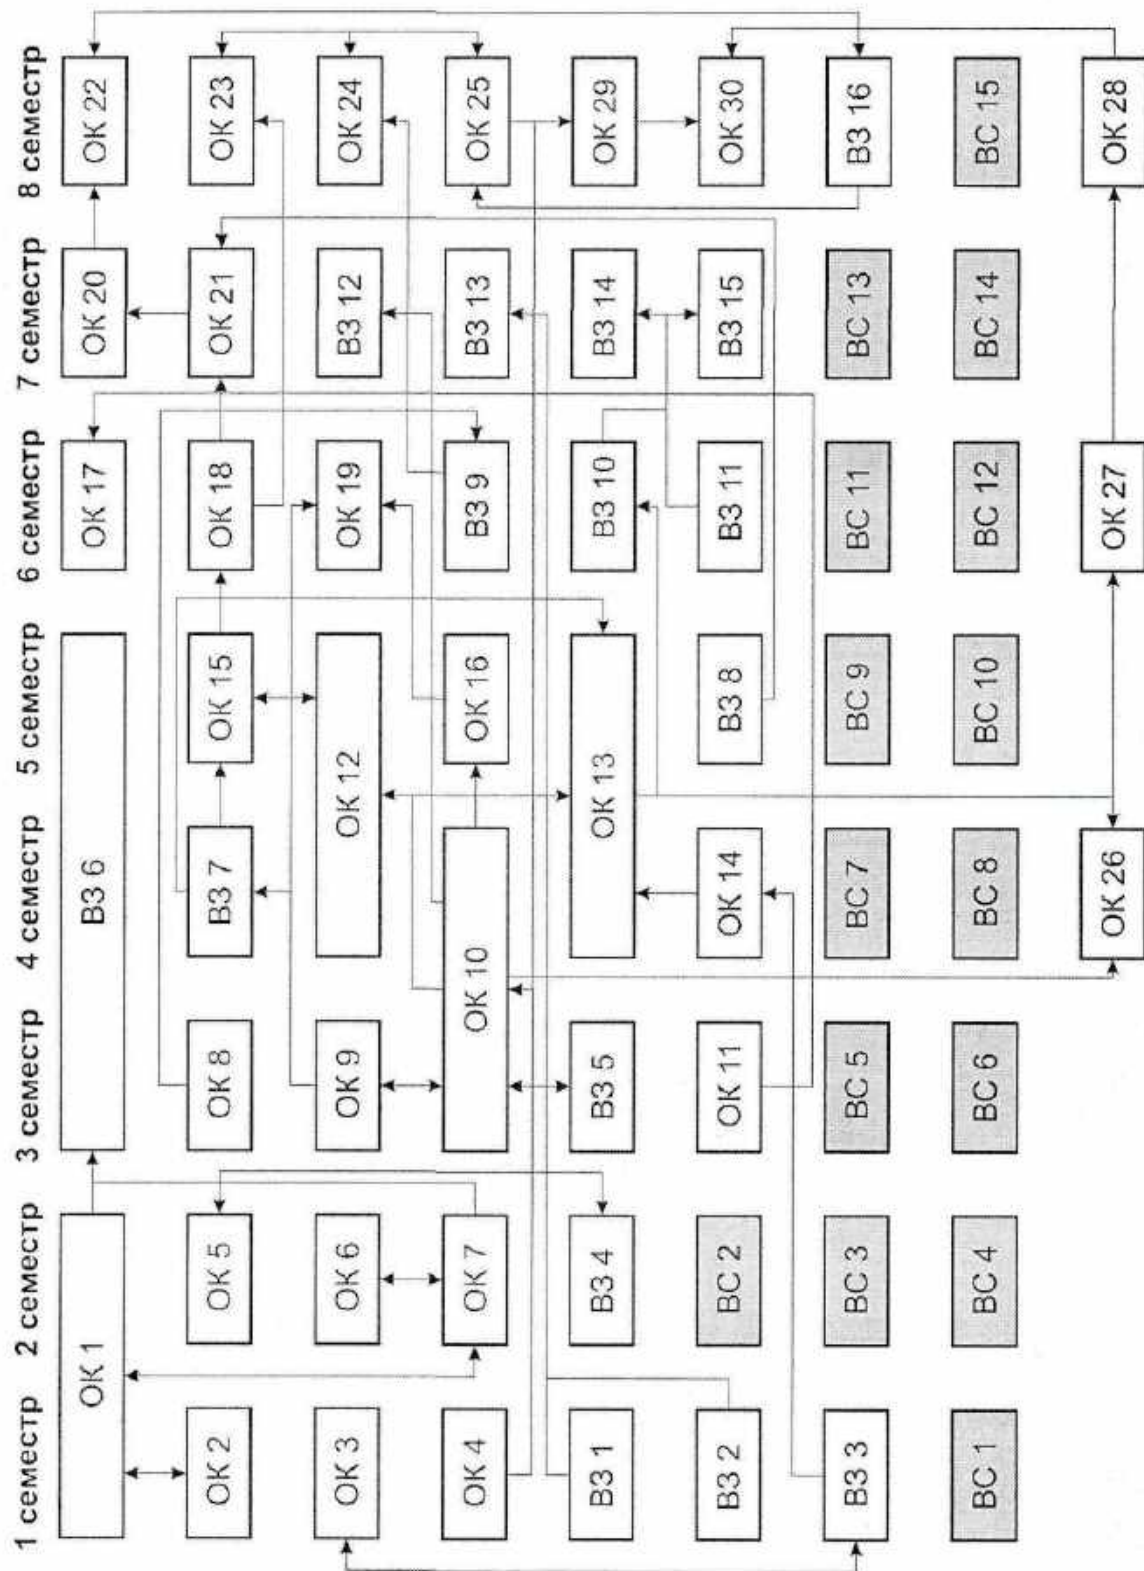 1 семестр
2 семестр
3 семестр
4 семестр
5 семестр
6 семестр
7 семестр
8 семестр
ОК 1
ВЗ 6
ОК 17
ОК 20
ОК 22
ОК 2
ОК 5
ОК 8
ВЗ 7
ОК 15
ОК 18
ОК 21
ОК 23
ОК 3
ОК 6
ОК 9
ОК 12
ОК 19
ВЗ 12
ОК 24
ОК 4
ОК 7
ОК 10
ОК 16
ВЗ 9
ВЗ 13
ОК 25
ВЗ 1
ВЗ 4
ВЗ 5
ОК 13
ВЗ 10
ВЗ 14
ОК 29
ВЗ 2
ВС 2
ОК 11
ОК 14
ВЗ 8
ВЗ 11
ВЗ 15
ОК 30
ВЗ 3
ВС 3
ВС 5
ВС 7
ВС 9
ВС 11
ВС 13
ВЗ 16
ВС 1
ВС 4
ВС 6
ВС 8
ВС 10
ВС 12
ВС 14
ВС 15
ОК 26
ОК 27
ОК 28